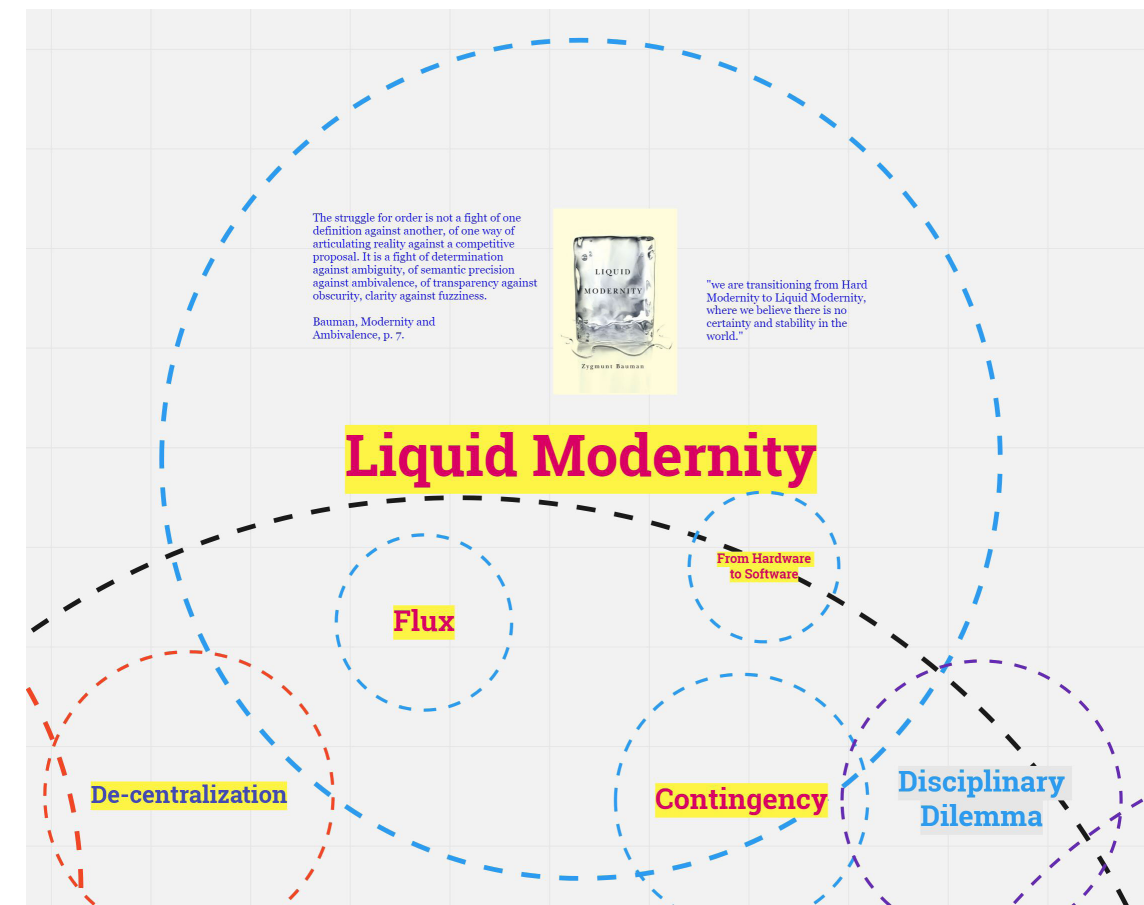 The struggle for order is not a fight of one
definition against another, of one way of
articulating reality against a competitive
proposal. It is a fight of determination
against ambiguity, of semantic precision
against ambivalence, of transparency against
obscurity, clarity against fuzziness.
Bauman, Modernity and
Ambivalence, p. 7.
LIQUID
MODERNITY
Zygmunt Bauman
"we are transitioning from Hard
Modernity to Liquid Modernity,
where we believe there is no
certainty and stability in the
world."
Liquid Modernity
From Hardware
to Software
Flux
De-centralization
Contingency
Disciplinary
Dilemma